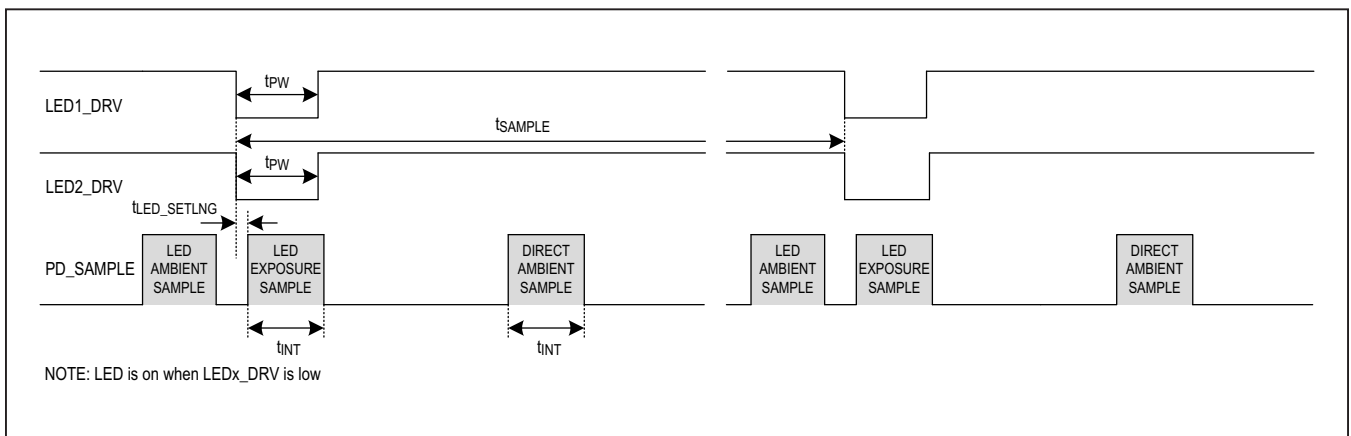 tPW
LED1_DRV
tSAMPLE
tPW
LED2_DRV
tLED_SETLNG
PD_SAMPLE
LED
AMBIENT
SAMPLE
LED
EXPOSURE
SAMPLE
DIRECT
AMBIENT
SAMPLE
LED
AMBIENT
SAMPLE
LED
EXPOSURE
SAMPLE
DIRECT
AMBIENT
SAMPLE
tINT
tINT
NOTE: LED is on when LEDx_DRV is low